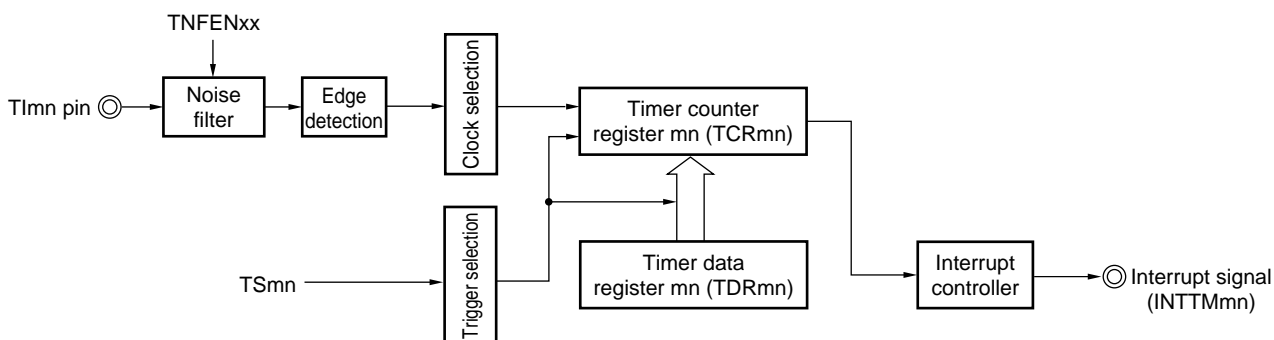 TNFENxx
TImn pin
Noise
filter
Edge
detection
Clock selection
Timer counter
register mn (TCRmn)
TSmn
Trigger selection
Timer data
register mn (TDRmn)
Interrupt
controller
Interrupt signal
(INTTMmn)